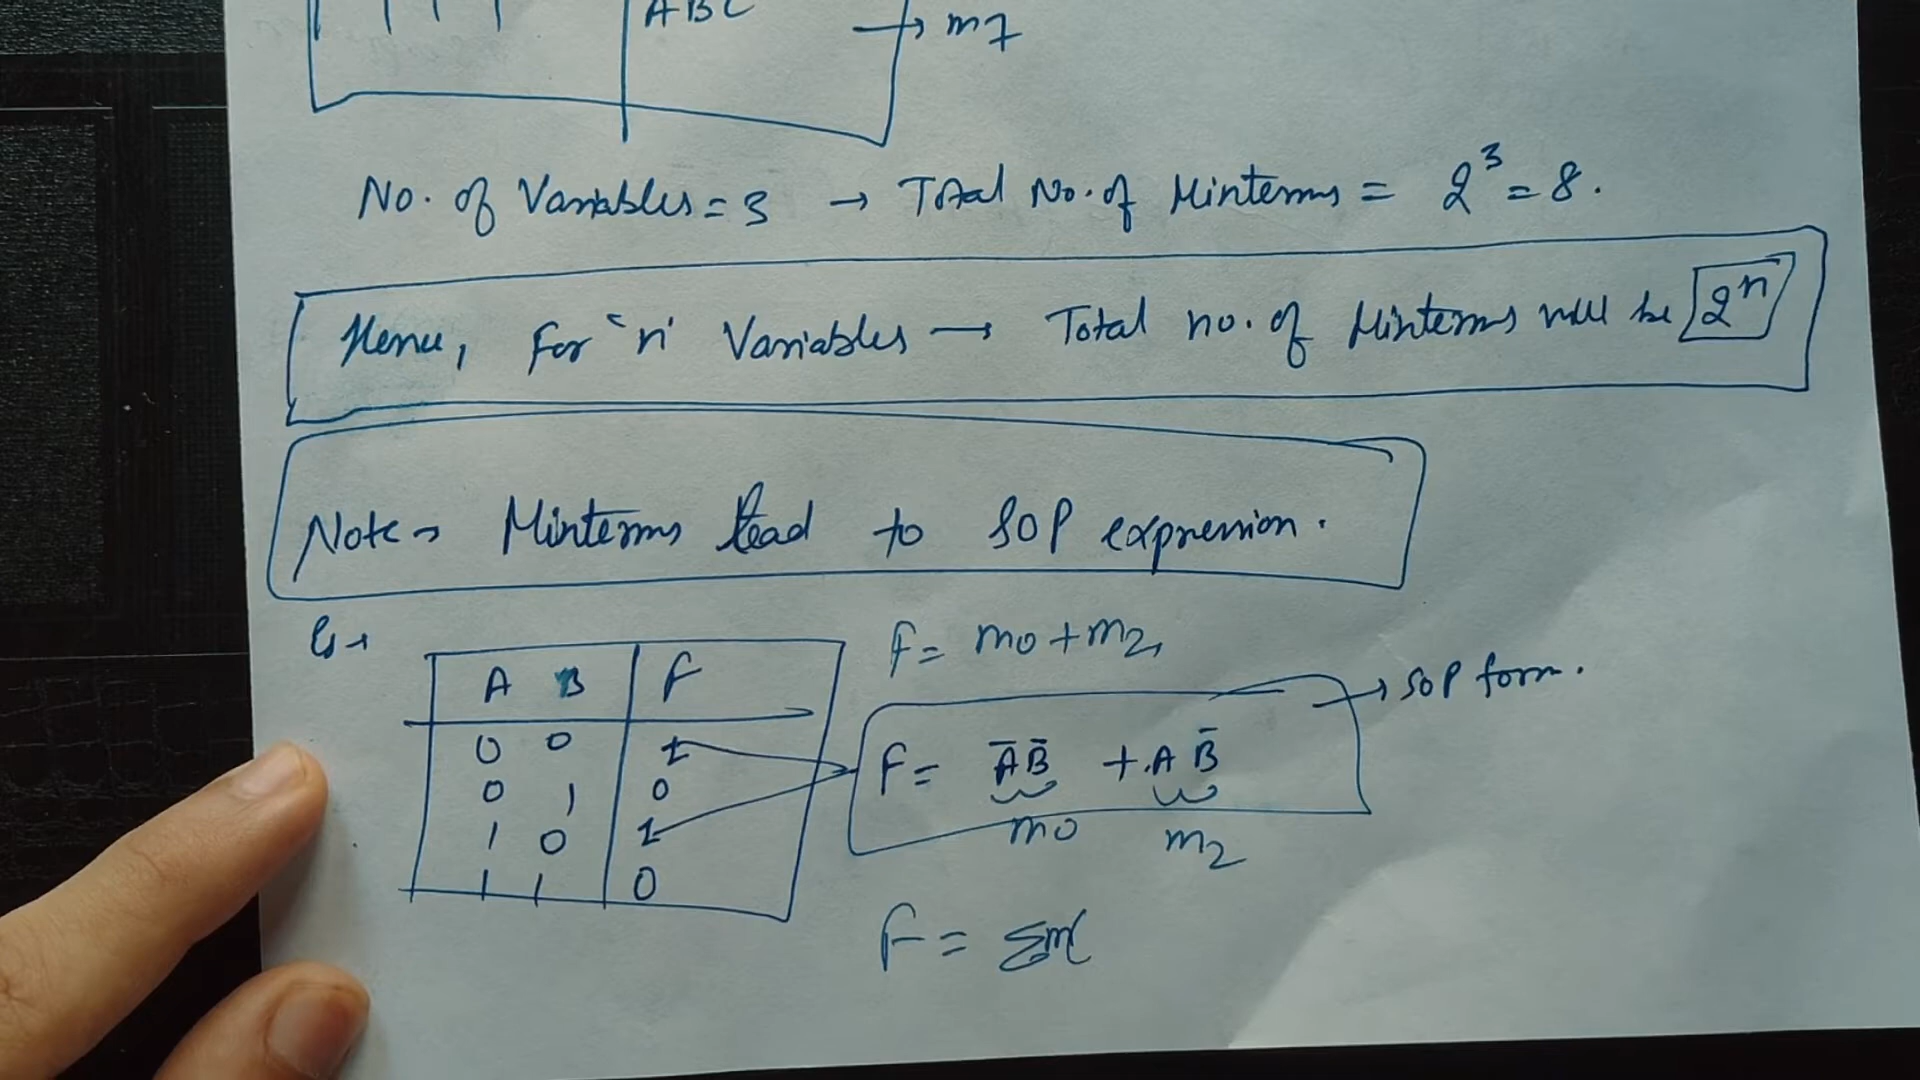 ABC → m7
No. of Variables = 3 → Total No. of Minterms = 2³ = 8.
Hence, for 'n' Variables → Total no. of Minterms will be 2ⁿ
Note → Minterms lead to SOP expression.
F = m0 + m2,
A B F
→ SOP form.
0 0 1
F = A̅B̅ + A B̅
0 1 0
1 0 1
m0 m2
1 1 0
F = Σm(